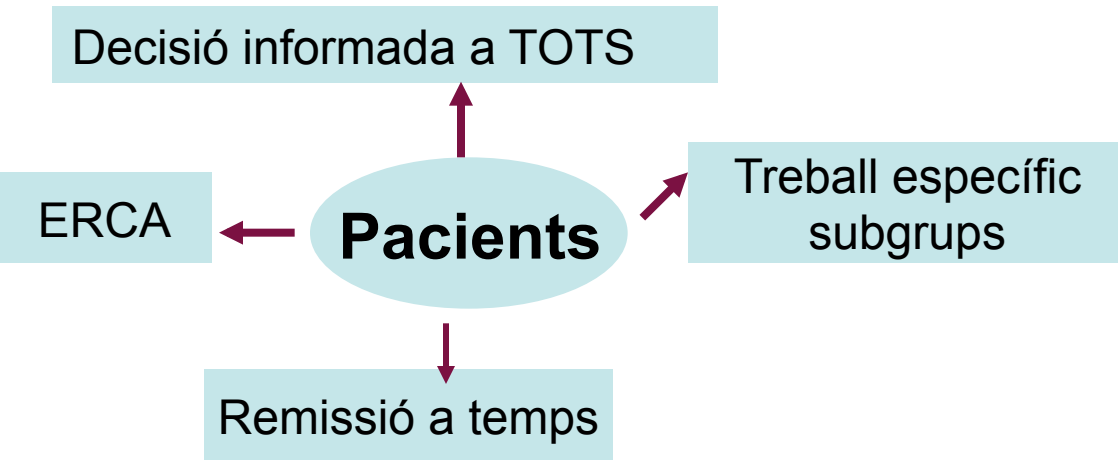 Decisió informada a TOTS
Treball específic
subgrups
ERCA
Pacients
Remissió a temps